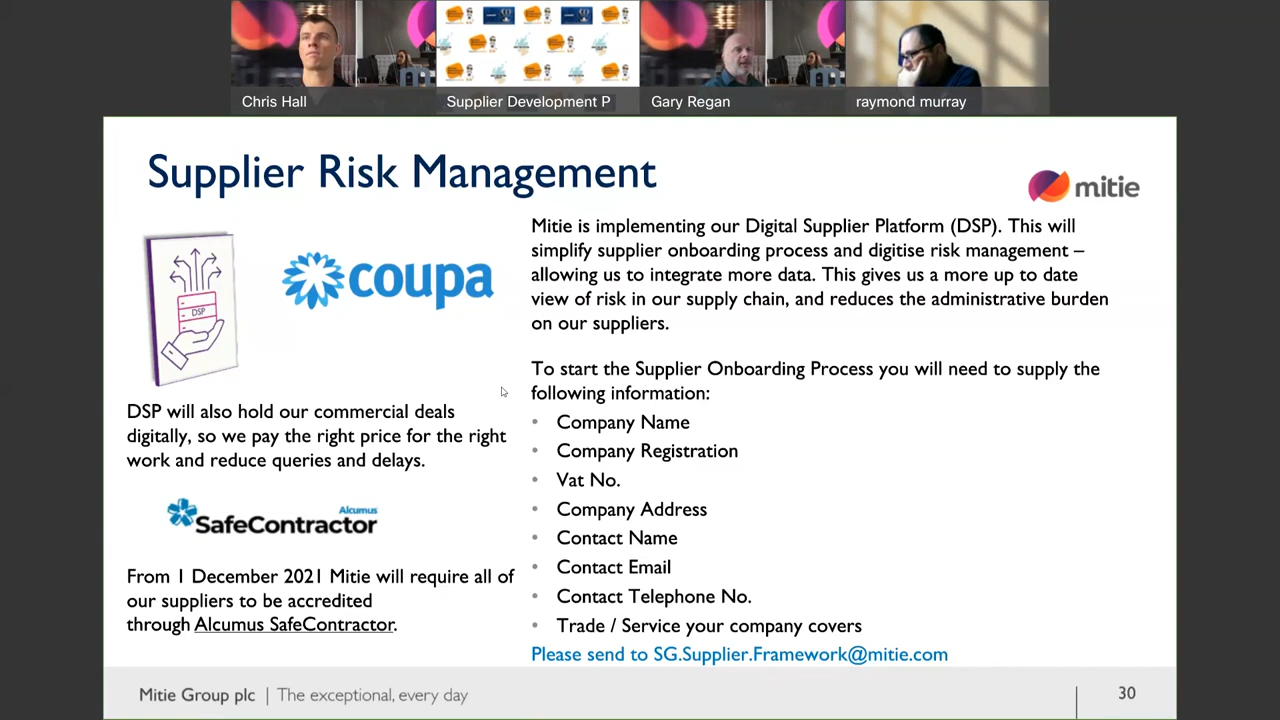 Chris Hall
Supplier Development P
Gary Regan
raymond murray
Supplier Risk Management
mitie
DSP
coupa
DSP will also hold our commercial deals
digitally, so we pay the right price for the right
work and reduce queries and delays.
Alcumus
SafeContractor
From 1 December 2021 Mitie will require all of
our suppliers to be accredited
through Alcumus SafeContractor.
Mitie is implementing our Digital Supplier Platform (DSP). This will
simplify supplier onboarding process and digitise risk management –
allowing us to integrate more data. This gives us a more up to date
view of risk in our supply chain, and reduces the administrative burden
on our suppliers.
To start the Supplier Onboarding Process you will need to supply the
following information:
• Company Name
• Company Registration
• Vat No.
• Company Address
• Contact Name
• Contact Email
• Contact Telephone No.
• Trade / Service your company covers
Please send to SG.Supplier.Framework@mitie.com
Mitie Group plc | The exceptional, every day
30